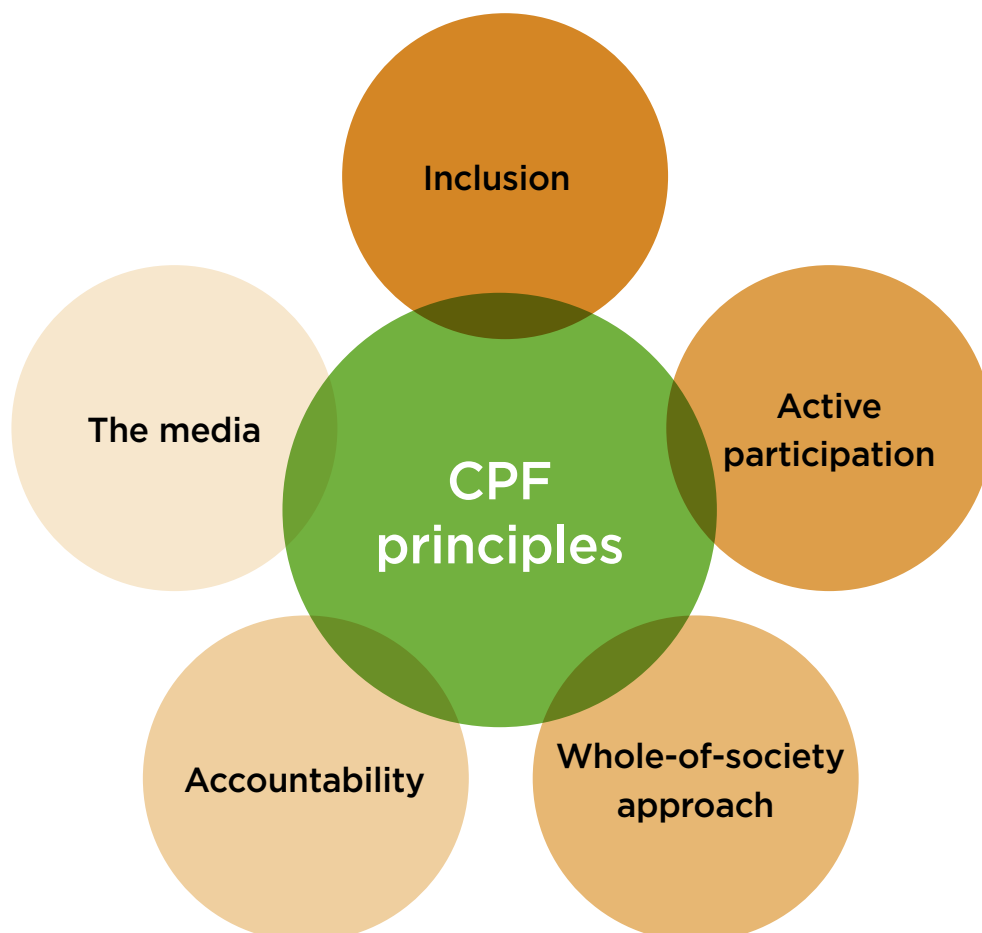 Inclusion
Active
participation
Whole-of-society
approach
Accountability
The media
CPF
principles